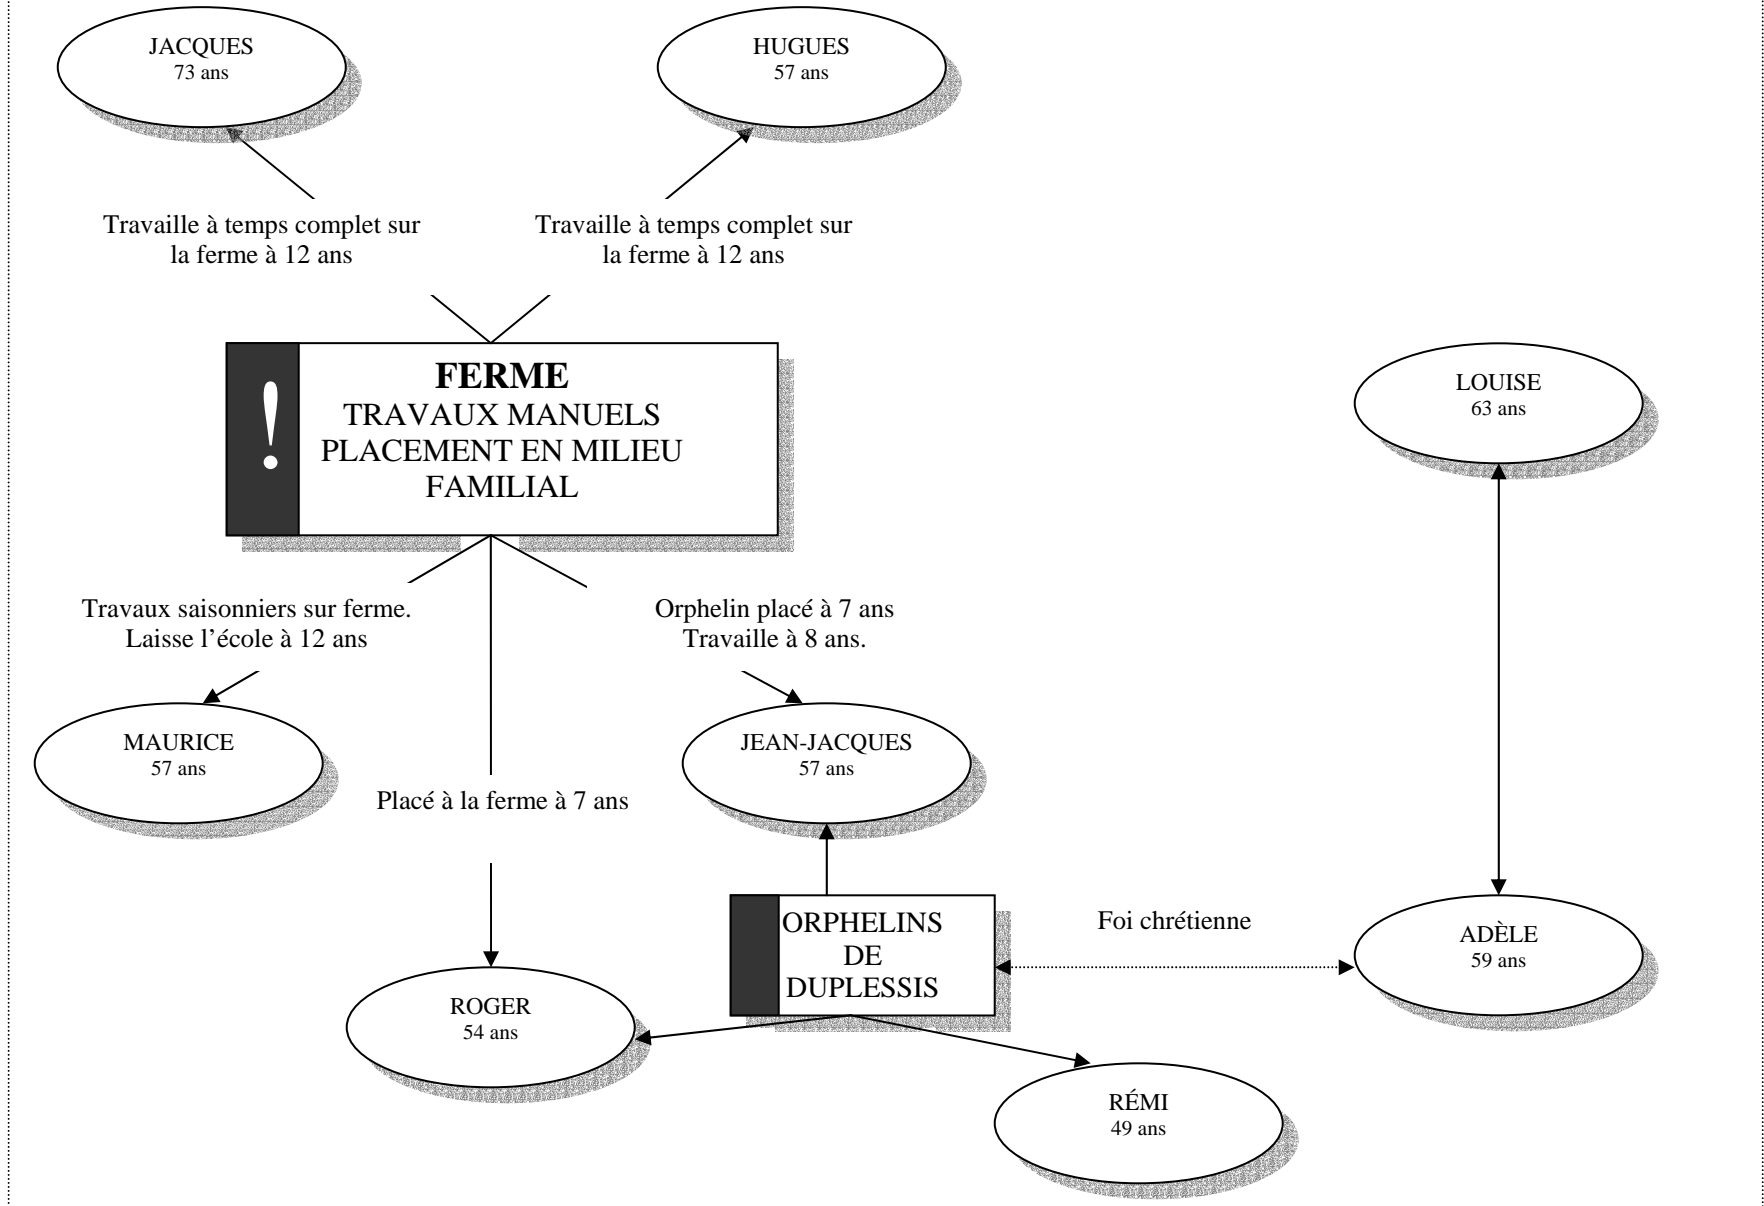 JACQUES
73 ans
HUGUES
57 ans
Travaille à temps complet sur
la ferme à 12 ans
Travaille à temps complet sur
la ferme à 12 ans
!
FERME
TRAVAUX MANUELS
PLACEMENT EN MILIEU
FAMILIAL
LOUISE
63 ans
Travaux saisonniers sur ferme.
Laisse l’école à 12 ans
Orphelin placé à 7 ans
Travaille à 8 ans.
MAURICE
57 ans
JEAN-JACQUES
57 ans
Placé à la ferme à 7 ans
ORPHELINS
DE
DUPLESSIS
Foi chrétienne
ADÈLE
59 ans
ROGER
54 ans
RÉMI
49 ans